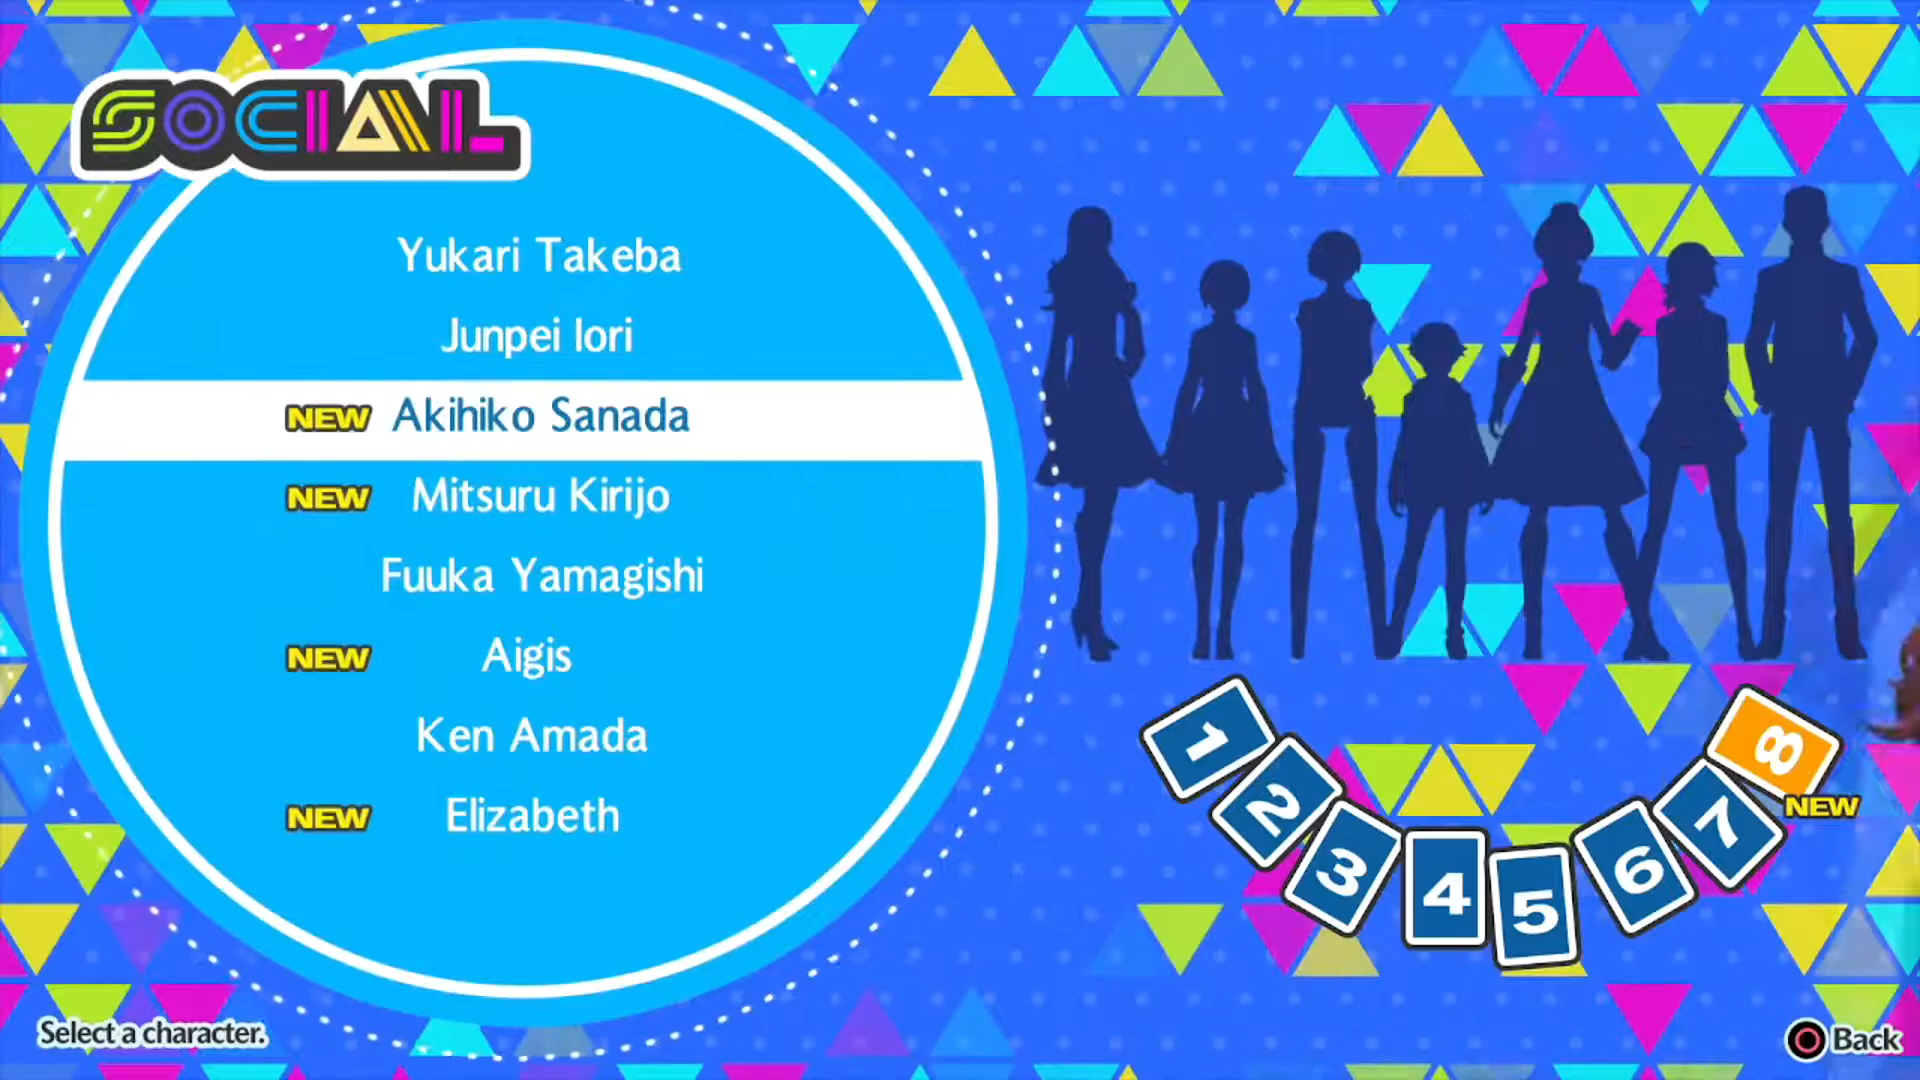 SOCIAL
Yukari Takeba
Junpei Iori
NEW Akihiko Sanada
NEW Mitsuru Kirijo
Fuuka Yamagishi
NEW Aigis
Ken Amada
NEW Elizabeth
1
2
3
4
5
6
7
8
NEW
Select a character.
Back